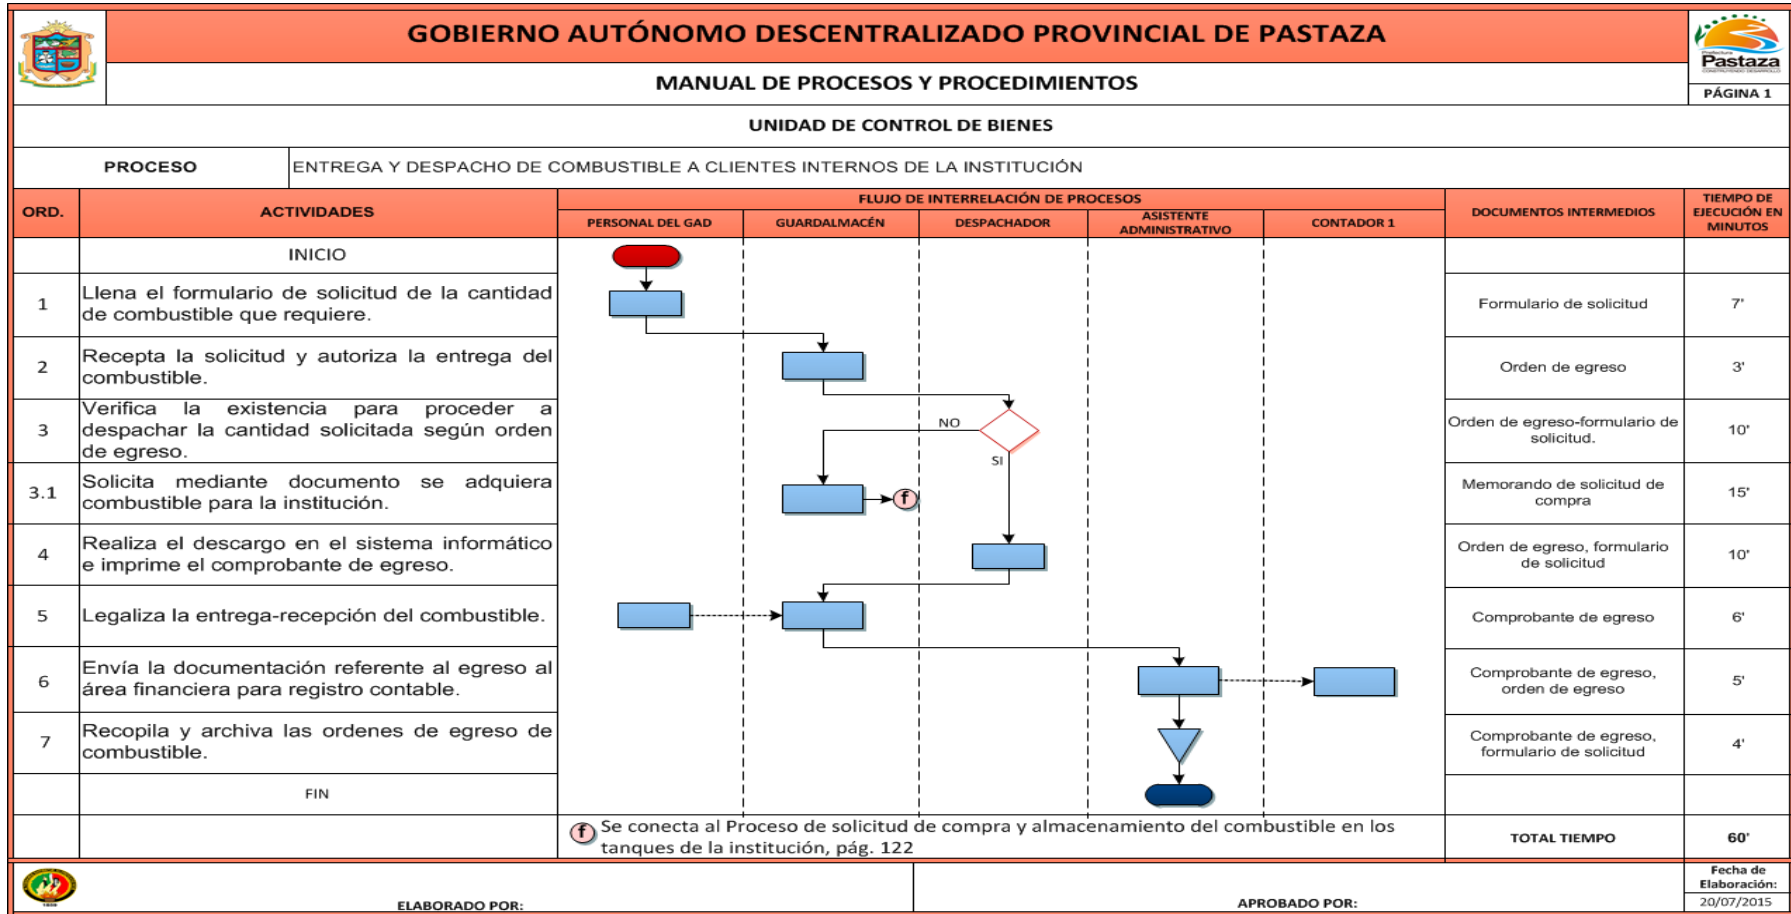 GOBIERNO AUTÓNOMO DESCENTRALIZADO PROVINCIAL DE PASTAZA
Prefectura
Pastaza
CONSTRUYENDO DESARROLLO
MANUAL DE PROCESOS Y PROCEDIMIENTOS
PÁGINA 1
UNIDAD DE CONTROL DE BIENES
PROCESO
ENTREGA Y DESPACHO DE COMBUSTIBLE A CLIENTES INTERNOS DE LA INSTITUCIÓN
ORD.
ACTIVIDADES
FLUJO DE INTERRELACIÓN DE PROCESOS
PERSONAL DEL GAD
GUARDALMACÉN
DESPACHADOR
ASISTENTE
ADMINISTRATIVO
CONTADOR 1
DOCUMENTOS INTERMEDIOS
TIEMPO DE
EJECUCIÓN EN
MINUTOS
INICIO
1
Llena el formulario de solicitud de la cantidad
de combustible que requiere.
Formulario de solicitud
7'
2
Recepta la solicitud y autoriza la entrega del
combustible.
Orden de egreso
3'
3
Verifica la existencia para proceder a
despachar la cantidad solicitada según orden
de egreso.
NO
SI
Orden de egreso-formulario de
solicitud.
10'
3.1
Solicita mediante documento se adquiera
combustible para la institución.
f
Memorando de solicitud de
compra
15'
4
Realiza el descargo en el sistema informático
e imprime el comprobante de egreso.
Orden de egreso, formulario
de solicitud
10'
5
Legaliza la entrega-recepción del combustible.
Comprobante de egreso
6'
6
Envía la documentación referente al egreso al
área financiera para registro contable.
Comprobante de egreso,
orden de egreso
5'
7
Recopila y archiva las ordenes de egreso de
combustible.
Comprobante de egreso,
formulario de solicitud
4'
FIN
f
Se conecta al Proceso de solicitud de compra y almacenamiento del combustible en los
tanques de la institución, pág. 122
TOTAL TIEMPO
60'
ELABORADO POR:
APROBADO POR:
Fecha de
Elaboración:
20/07/2015